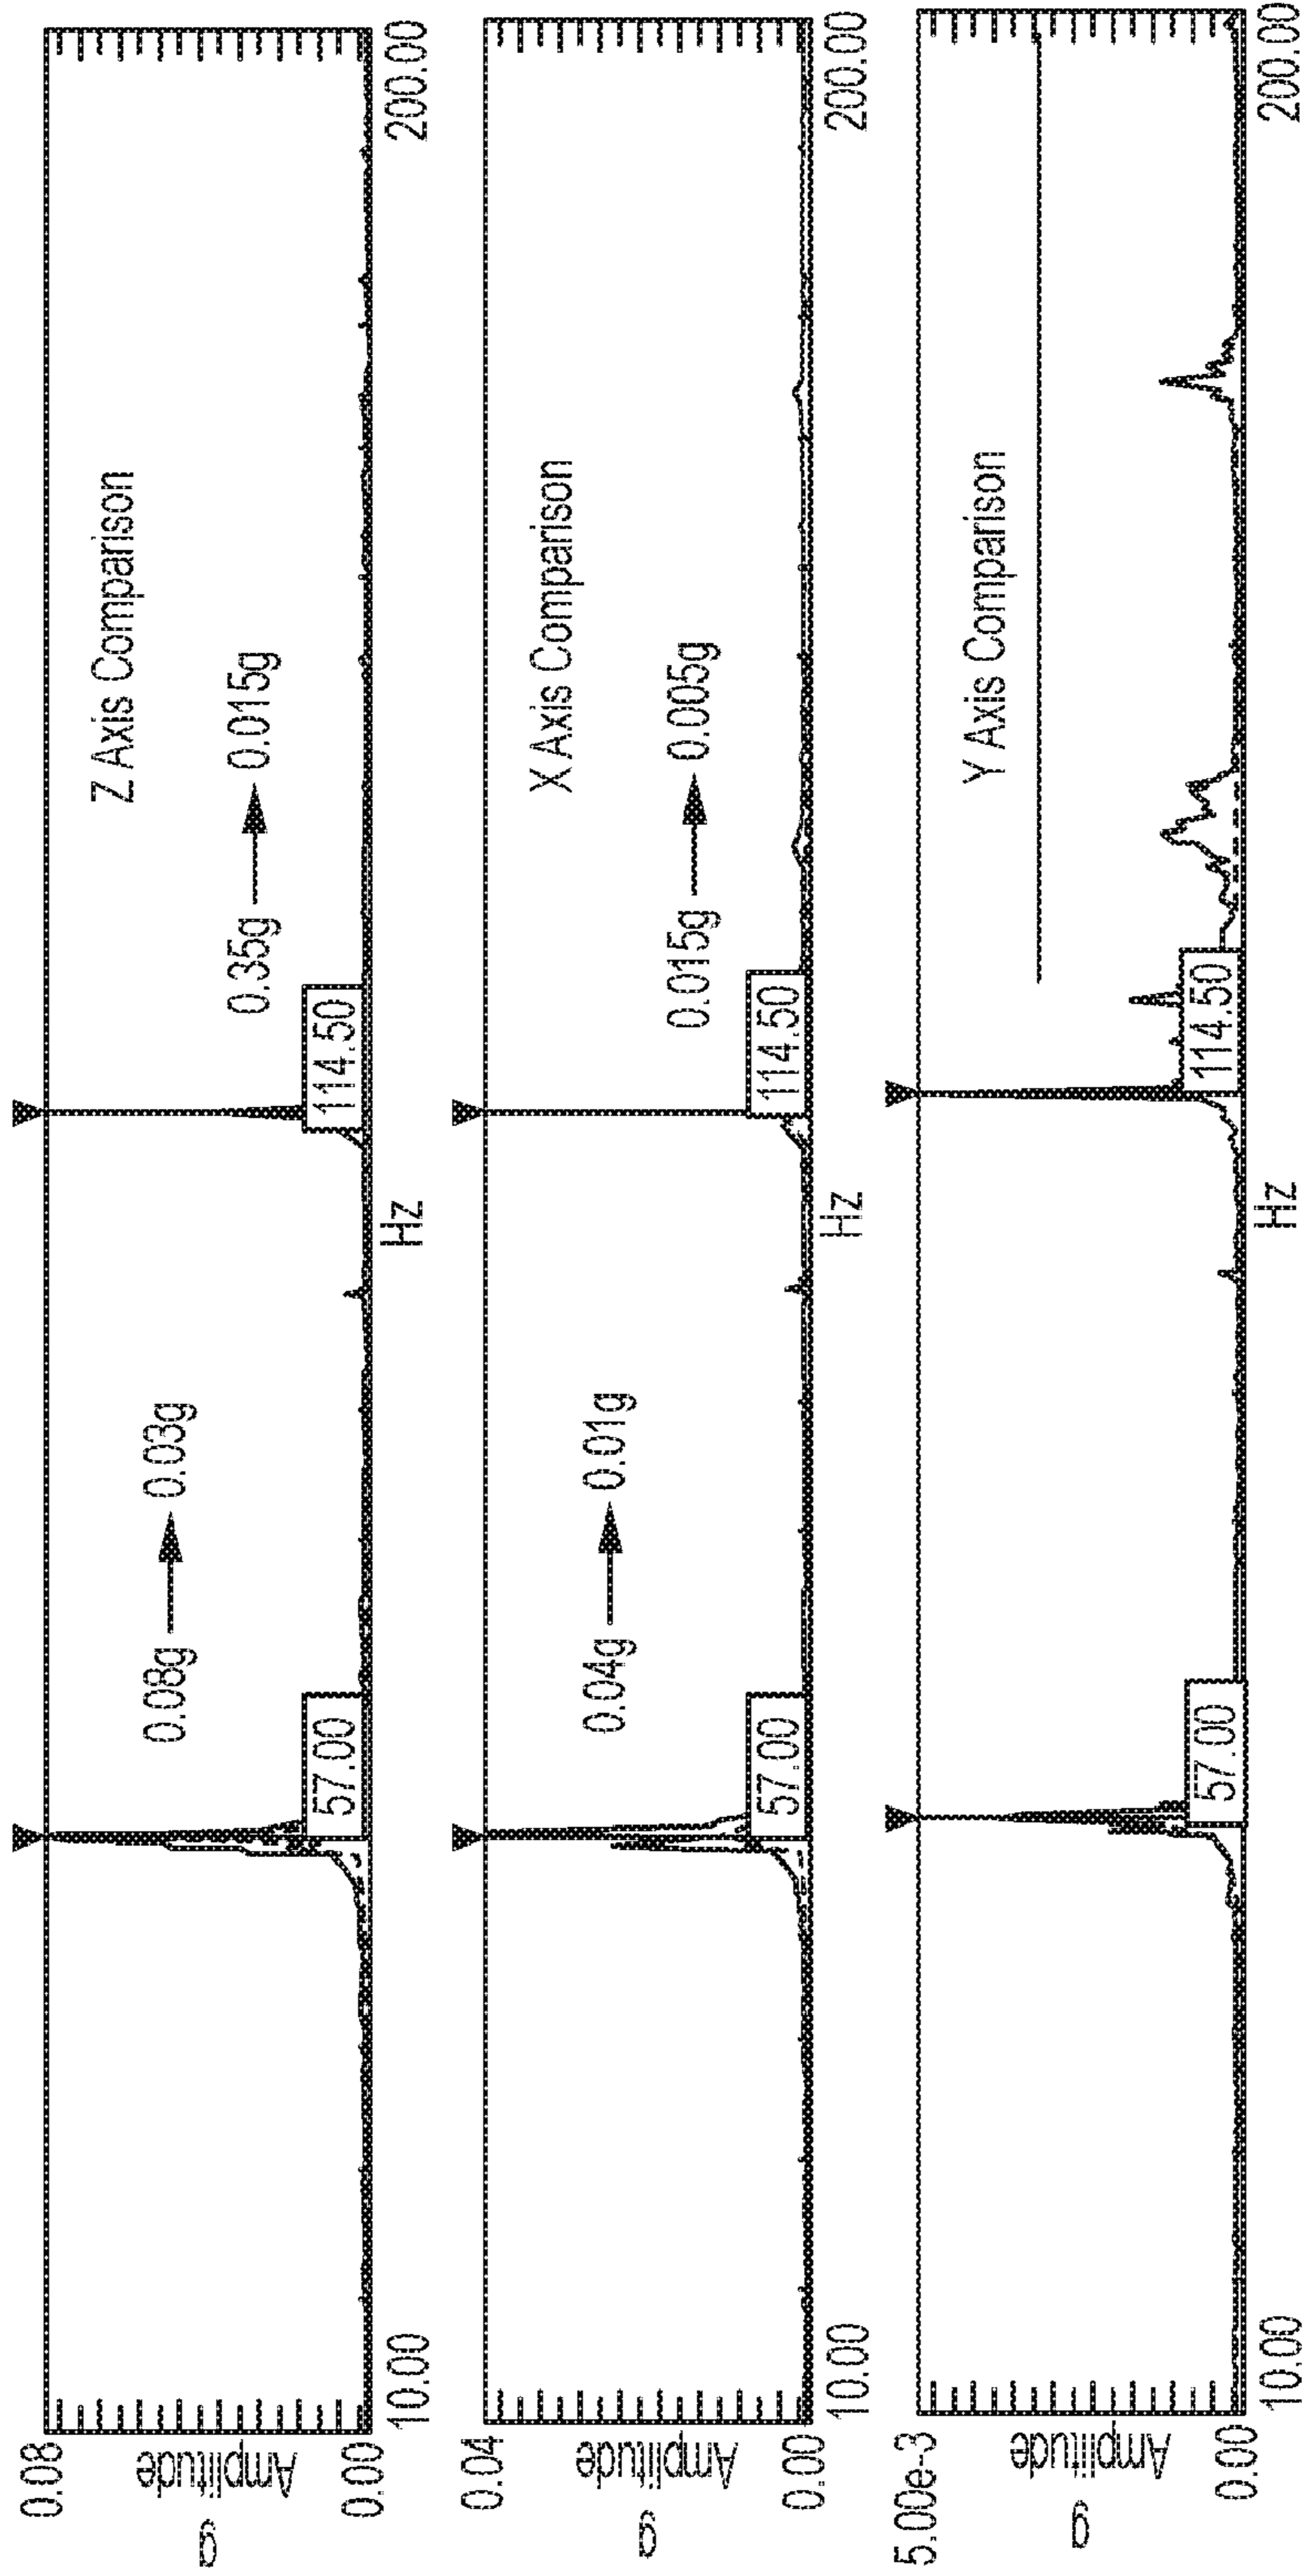 0.08
Z Axis Comparison
0.08g 0.03g
0.35g 0.015g
g
Amplitude
57.00
114.50
0.00
10.00
Hz
200.00
0.04
X Axis Comparison
0.04g 0.01g
0.015g 0.005g
g
Amplitude
57.00
114.50
0.00
10.00
Hz
200.00
5.00e-3
Y Axis Comparison
g
Amplitude
57.00
114.50
0.00
10.00
Hz
200.00